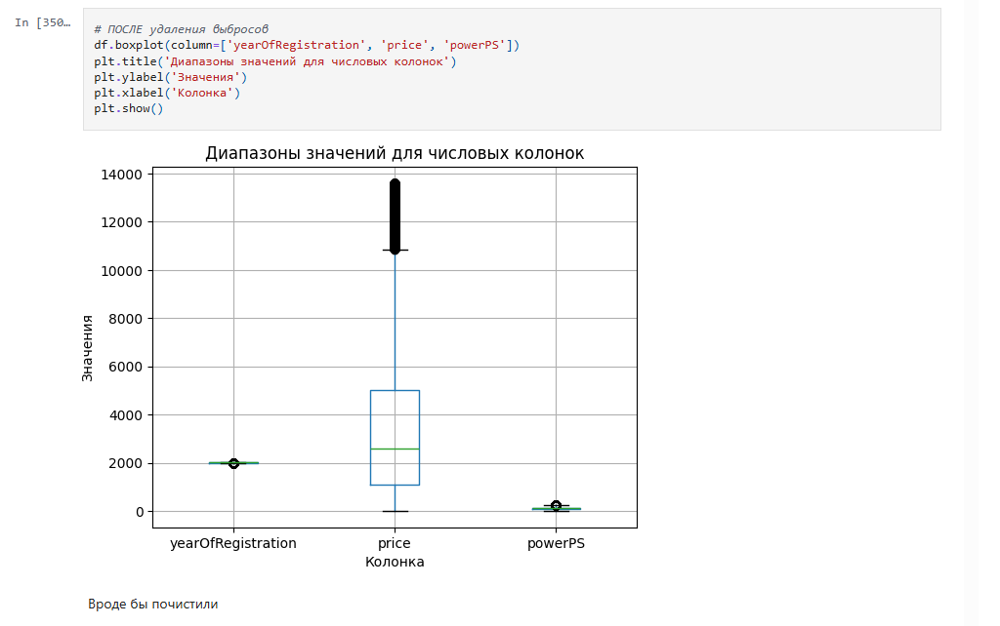 In [350…
# ПОСЛЕ удаления выбросов
df.boxplot(column=['yearOfRegistration', 'price', 'powerPS'])
plt.title('Диапазоны значений для числовых колонок')
plt.ylabel('Значения')
plt.xlabel('Колонка')
plt.show()
Диапазоны значений для числовых колонок
14000
12000
10000
8000
6000
4000
2000
0
Значения
yearOfRegistration price powerPS
Колонка
Вроде бы почистили